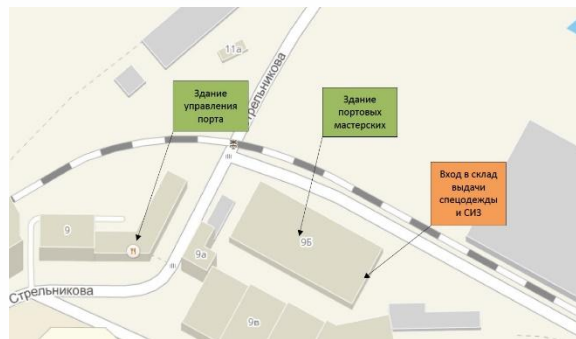 11а
Здание
управления
порта
Стрельникова
Здание
портовых
мастерских
Вход в склад
выдачи
спецодежды
и СИЗ
9
9а
9Б
Стрельникова
9в